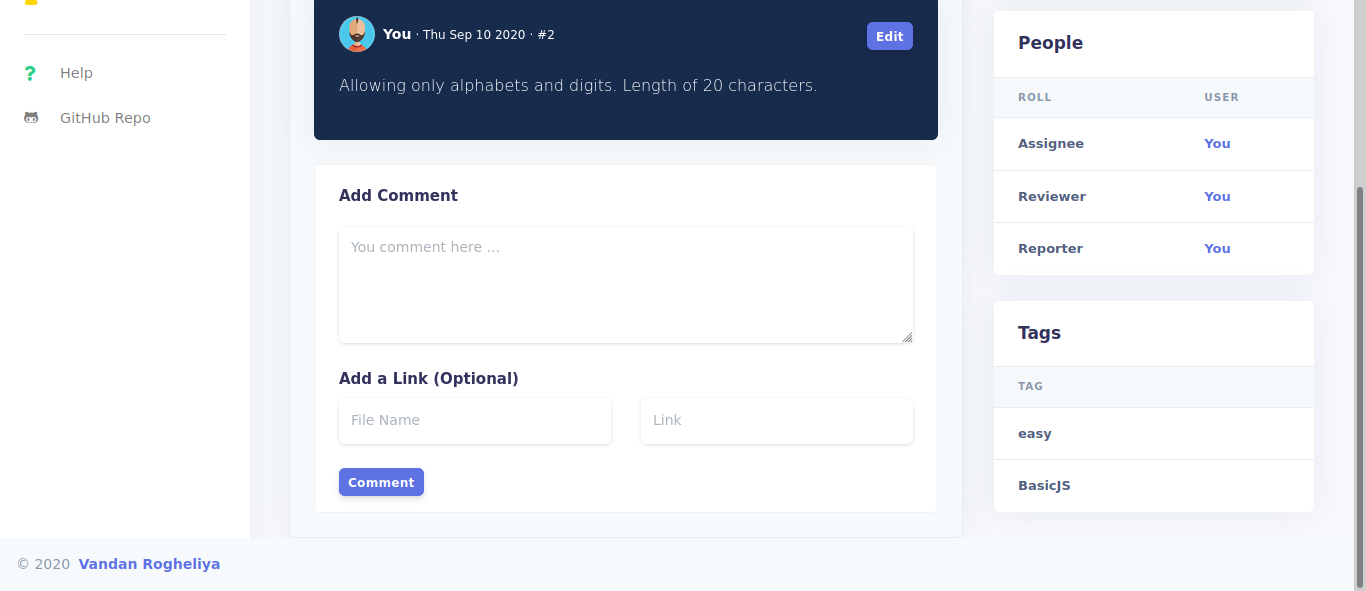 Help
GitHub Repo
You · Thu Sep 10 2020 · #2
Edit
Allowing only alphabets and digits. Length of 20 characters.
Add Comment
You comment here ...
Add a Link (Optional)
File Name
Link
Comment
People
ROLL USER
Assignee You
Reviewer You
Reporter You
Tags
TAG
easy
BasicJS
© 2020 Vandan Rogheliya